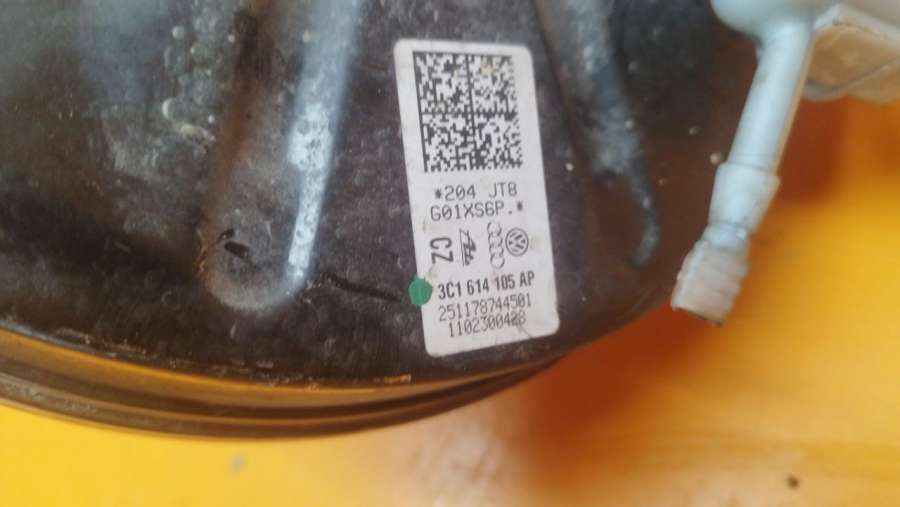 *204 JT8
G01XS6P.*
CZ
3C1 614 105 AP
251178744501
1102300428